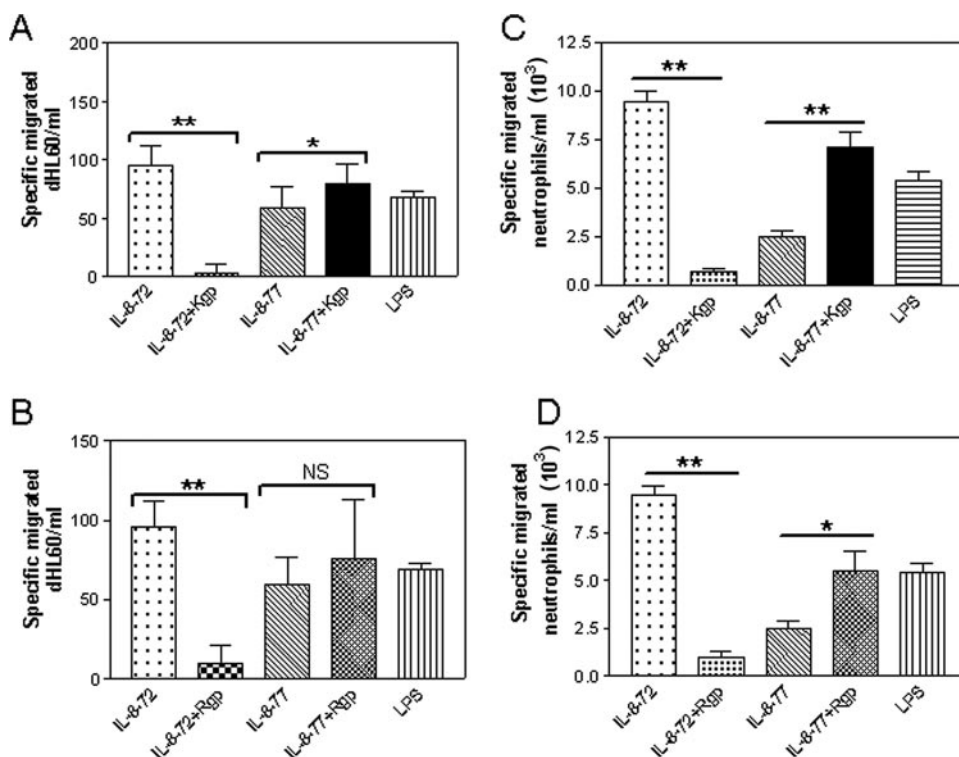 A
Specific migrated
dHL60/ml
200
150
100
50
0
**
*
IL-8-72
IL-8-72+Kgp
IL-8-77
IL-8-77+Kgp
LPS
C
Specific migrated
neutrophils/ml (10³)
12.5
10.0
7.5
5.0
2.5
0.0
**
**
IL-8-72
IL-8-72+Kgp
IL-8-77
IL-8-77+Kgp
LPS
B
Specific migrated
dHL60/ml
150
100
50
0
**
NS
IL-8-72
IL-8-72+Rgp
IL-8-77
IL-8-77+Rgp
LPS
D
Specific migrated
neutrophils/ml (10³)
12.5
10.0
7.5
5.0
2.5
0.0
**
*
IL-8-72
IL-8-72+Rgp
IL-8-77
IL-8-77+Rgp
LPS